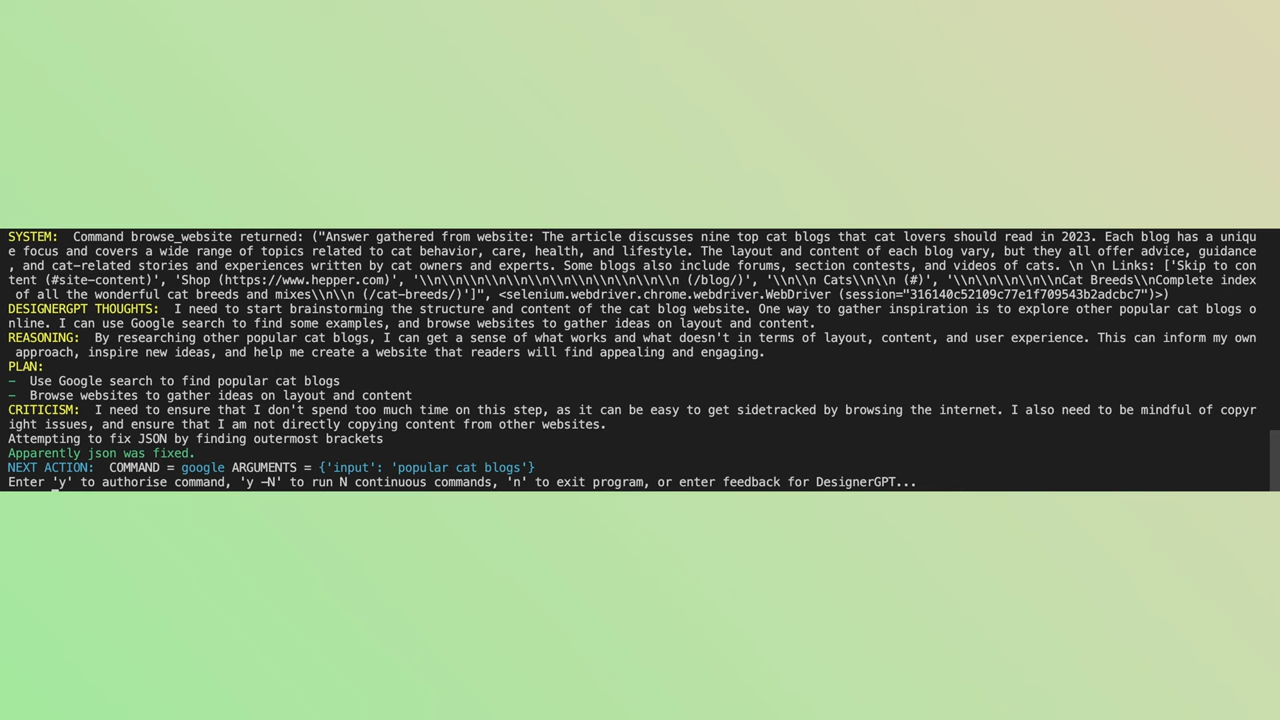 SYSTEM:  Command browse_website returned: ("Answer gathered from website: The article discusses nine top cat blogs that cat lovers should read in 2023. Each blog has a uniqu
e focus and covers a wide range of topics related to cat behavior, care, health, and lifestyle. The layout and content of each blog vary, but they all offer advice, guidance
, and cat-related stories and experiences written by cat owners and experts. Some blogs also include forums, section contests, and videos of cats. \n \n Links: ['Skip to con
tent (#site-content)', 'Shop (https://www.hepper.com)', '\\\n\\\n\\\n\\\n\\\n\\\n\\\n\\\n\\\n (/blog/)', '\\\n\\\n Cats\\\n\\\n (#)', '\\\n\\\n\\\n\\\n\\\nCat Breeds\\\nComplete index
 of all the wonderful cat breeds and mixes\\\n\\\n (/cat-breeds/)']", <selenium.webdriver.chrome.webdriver.WebDriver (session="316140c52109c77e1f709543b2adcbc7")>)
DESIGNERGPT THOUGHTS:  I need to start brainstorming the structure and content of the cat blog website. One way to gather inspiration is to explore other popular cat blogs o
nline. I can use Google search to find some examples, and browse websites to gather ideas on layout and content.
REASONING:  By researching other popular cat blogs, I can get a sense of what works and what doesn't in terms of layout, content, and user experience. This can inform my own
 approach, inspire new ideas, and help me create a website that readers will find appealing and engaging.
PLAN:
-  Use Google search to find popular cat blogs
-  Browse websites to gather ideas on layout and content
CRITICISM:  I need to ensure that I don't spend too much time on this step, as it can be easy to get sidetracked by browsing the internet. I also need to be mindful of copyr
ight issues, and ensure that I am not directly copying content from other websites.
Attempting to fix JSON by finding outermost brackets
Apparently json was fixed.
NEXT ACTION:  COMMAND = google ARGUMENTS = {'input': 'popular cat blogs'}
Enter 'y' to authorise command, 'y -N' to run N continuous commands, 'n' to exit program, or enter feedback for DesignerGPT...